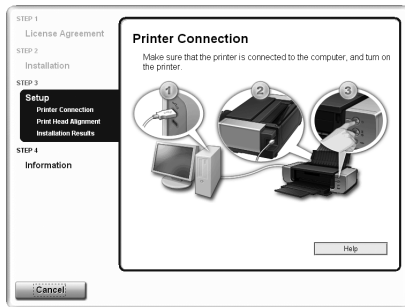 STEP 1
License Agreement
STEP 2
Installation
STEP 3
Setup
Printer Connection
Print Head Alignment
Installation Results
STEP 4
Information
Printer Connection
Make sure that the printer is connected to the computer, and turn on
the printer.
1
2
3
Help
Cancel